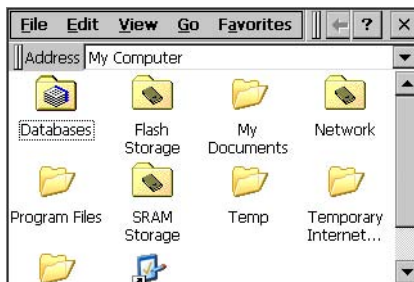 File Edit View Go Favorites ? ×
Address My Computer
Databases Flash Storage My Documents Network
Program Files SRAM Storage Temp Temporary Internet...